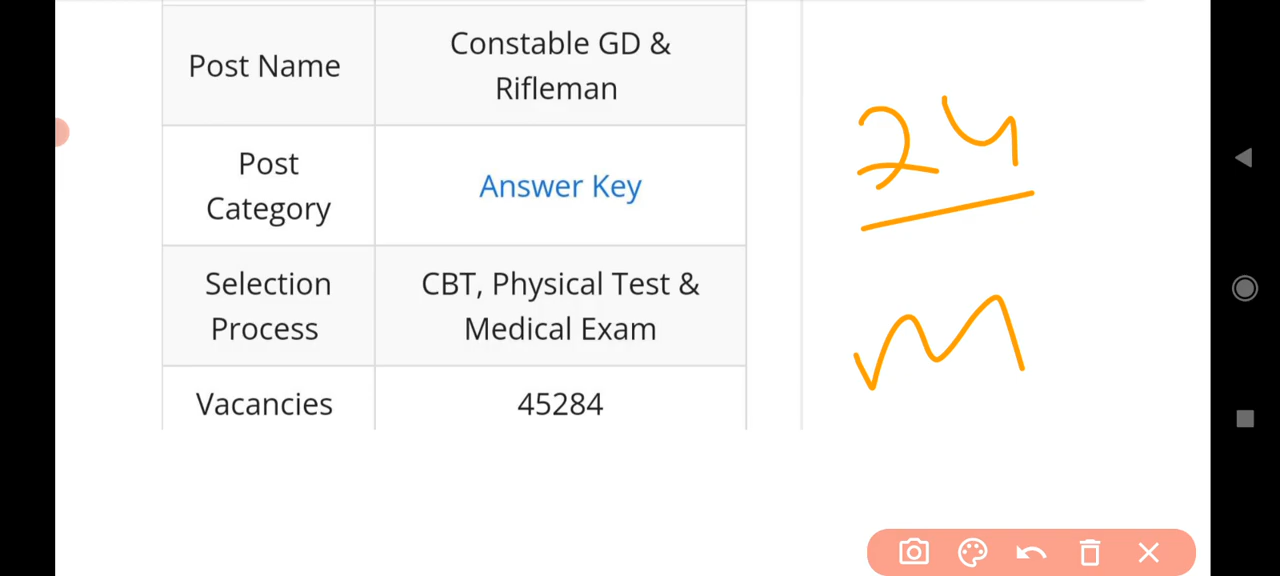 Post Name
Constable GD &
Rifleman
Post
Category
Answer Key
Selection
Process
CBT, Physical Test &
Medical Exam
Vacancies
45284
24
M